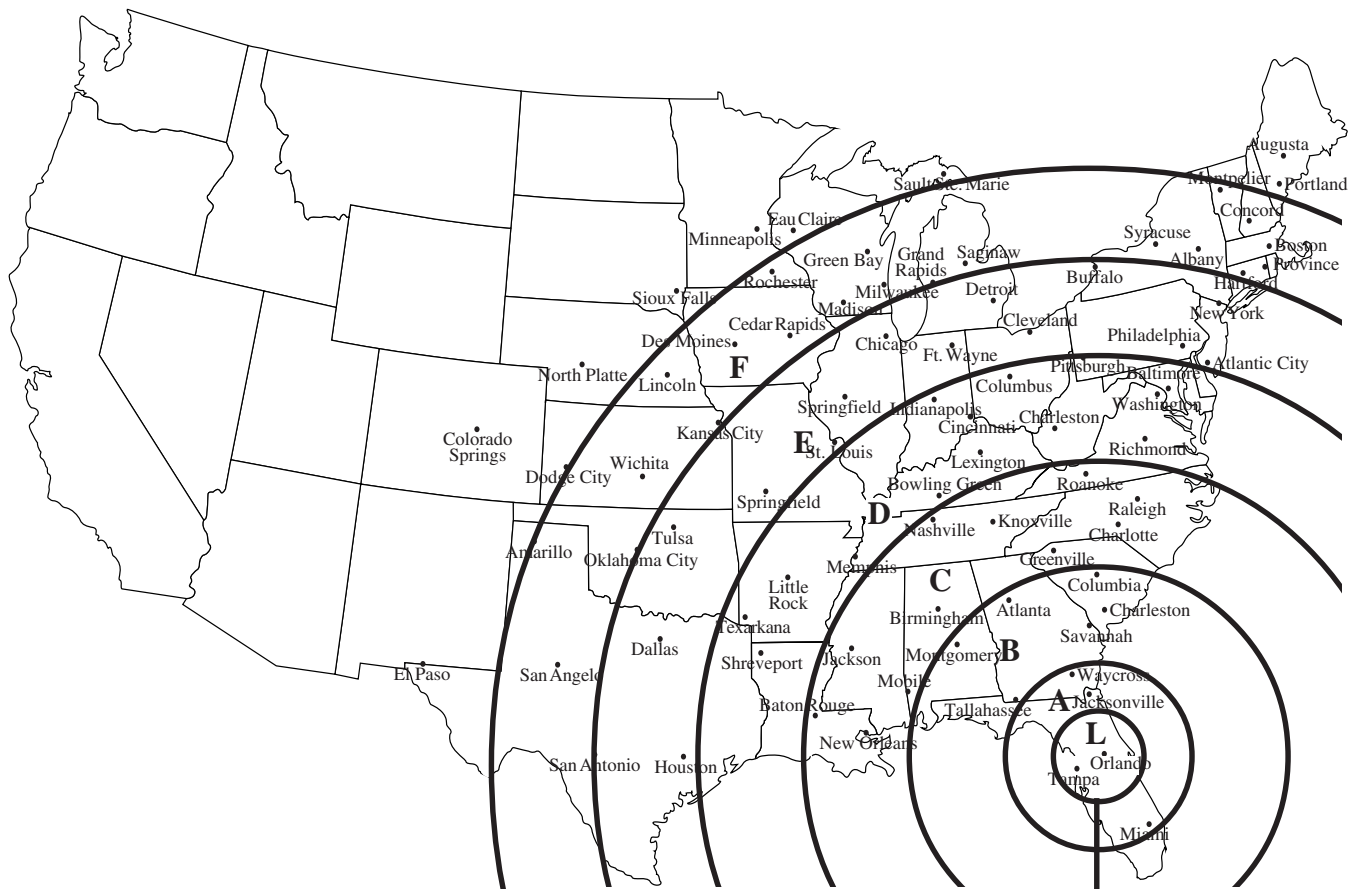 Augusta
Montpelier
Portland
Sault Ste. Marie
Concord
Eau Claire
Minneapolis
Syracuse
Boston
Green Bay
Grand
Rapids
Saginaw
Albany
Province
Buffalo
Hartford
Rochester
Milwaukee
Detroit
Sioux Falls
Madison
New York
Cedar Rapids
Cleveland
Des Moines
Chicago
Philadelphia
Ft. Wayne
F
Pittsburgh
Atlantic City
North Platte
Lincoln
Columbus
Baltimore
Springfield
Indianapolis
Washington
Kansas City
Cincinnati
Charleston
Colorado
Springs
E
St. Louis
Richmond
Wichita
Lexington
Dodge City
Bowling Green
Roanoke
Springfield
D
Raleigh
Nashville
Knoxville
Charlotte
Tulsa
Amarillo
Oklahoma City
Memphis
Greenville
C
Columbia
Little
Rock
Birmingham
Atlanta
Charleston
Texarkana
Savannah
Dallas
Shreveport
Jackson
Montgomery
B
El Paso
San Angelo
Mobile
Waycross
Baton Rouge
Tallahassee
A
Jacksonville
New Orleans
L
San Antonio
Houston
Orlando
Tampa
Miami